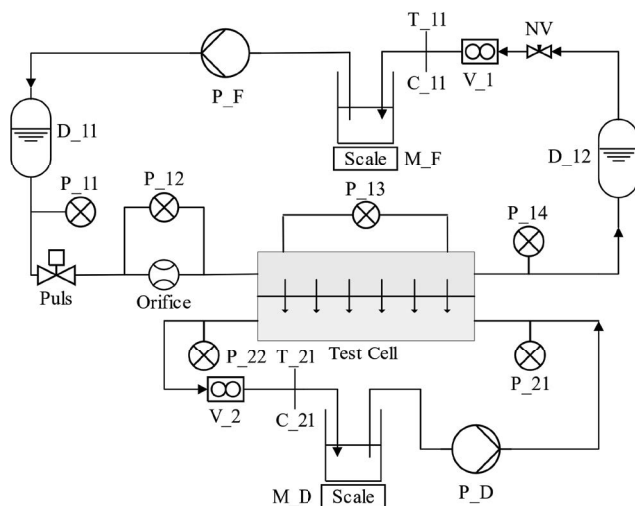 T_11
NV
P_F
C_11
V_1
D_11
Scale
M_F
D_12
P_11
P_12
P_13
P_14
Puls
Orifice
Test Cell
P_22
T_21
P_21
V_2
C_21
P_D
M_D
Scale